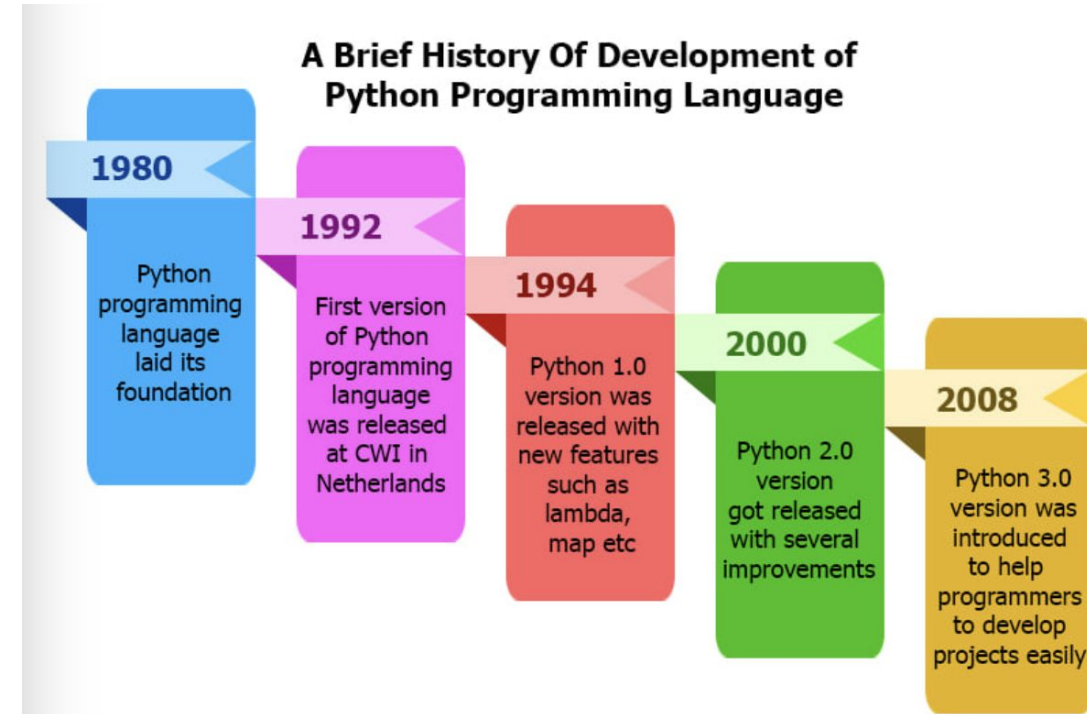 A Brief History Of Development of
Python Programming Language
1980
Python
programming
language
laid its
foundation
1992
First version
of Python
programming
language
was released
at CWI in
Netherlands
1994
Python 1.0
version was
released with
new features
such as
lambda,
map etc
2000
Python 2.0
version
got released
with several
improvements
2008
Python 3.0
version was
introduced
to help
programmers
to develop
projects easily